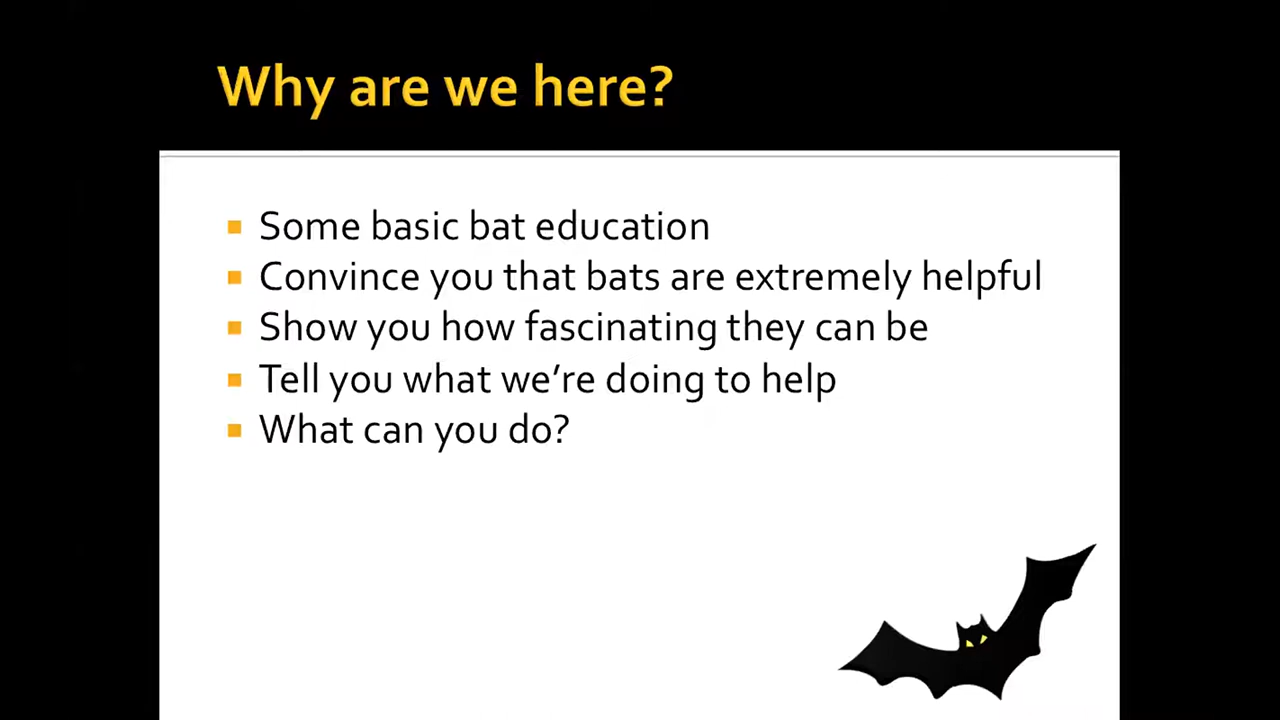 Why are we here?
Some basic bat education
Convince you that bats are extremely helpful
Show you how fascinating they can be
Tell you what we’re doing to help
What can you do?